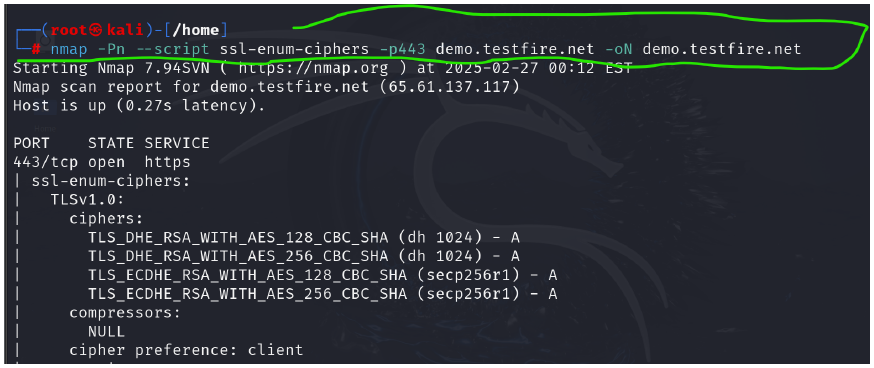 ┌──(root㉿kali)-[/home]
└─# nmap -Pn --script ssl-enum-ciphers -p443 demo.testfire.net -oN demo.testfire.net
Starting Nmap 7.94SVN ( https://nmap.org ) at 2025-02-27 00:12 EST
Nmap scan report for demo.testfire.net (65.61.137.117)
Host is up (0.27s latency).

PORT    STATE SERVICE
443/tcp open  https
| ssl-enum-ciphers:
|   TLSv1.0:
|     ciphers:
|       TLS_DHE_RSA_WITH_AES_128_CBC_SHA (dh 1024) - A
|       TLS_DHE_RSA_WITH_AES_256_CBC_SHA (dh 1024) - A
|       TLS_ECDHE_RSA_WITH_AES_128_CBC_SHA (secp256r1) - A
|       TLS_ECDHE_RSA_WITH_AES_256_CBC_SHA (secp256r1) - A
|     compressors:
|       NULL
|     cipher preference: client